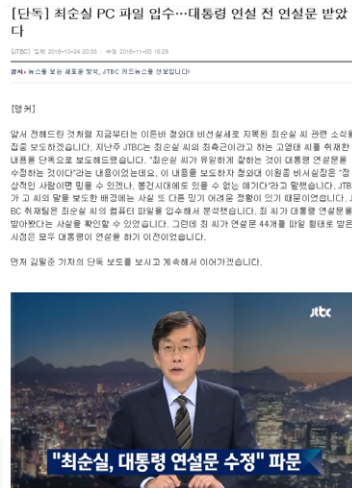 [단독] 최순실 PC 파일 입수…대통령 연설 전 연설문 받았
다
[JTBC] 입력 2016-10-24 20:33 수정 2016-11-03 16:29
뉴스를 보는 새로운 방식, JTBC 카드뉴스를 선보입니다!
[앵커]
앞서 전해드린 것처럼 지금부터는 이른바 청와대 비선실세로 지목된 최순실 씨 관련 소식을
집중 보도하겠습니다. 지난주 JTBC는 최순실 씨의 최측근이라고 하는 고영태 씨를 취재한
내용을 단독으로 보도해드렸습니다. "최순실 씨가 유일하게 잘하는 것이 대통령 연설문을
수정하는 것이다"라는 내용이었는데요. 이 내용을 보도하자 청와대 이원종 비서실장은 "정
상적인 사람이면 믿을 수 있겠나. 봉건시대에도 있을 수 없는 얘기다"라고 말했습니다. JTB
가 고 씨의 말을 보도한 배경에는 사실 또 다른 믿기 어려운 정황이 있기 때문이었습니다. J
BC 취재팀은 최순실 씨의 컴퓨터 파일을 입수해서 분석했습니다. 최 씨가 대통령 연설문을
받아봤다는 사실을 확인할 수 있었습니다. 그런데 최 씨가 연설문 44개를 파일 형태로 받은
시점은 모두 대통령이 연설을 하기 이전이었습니다.
먼저 김필준 기자의 단독 보도를 보시고 계속해서 이어가겠습니다.
jtbc
"최순실, 대통령 연설문 수정" 파문